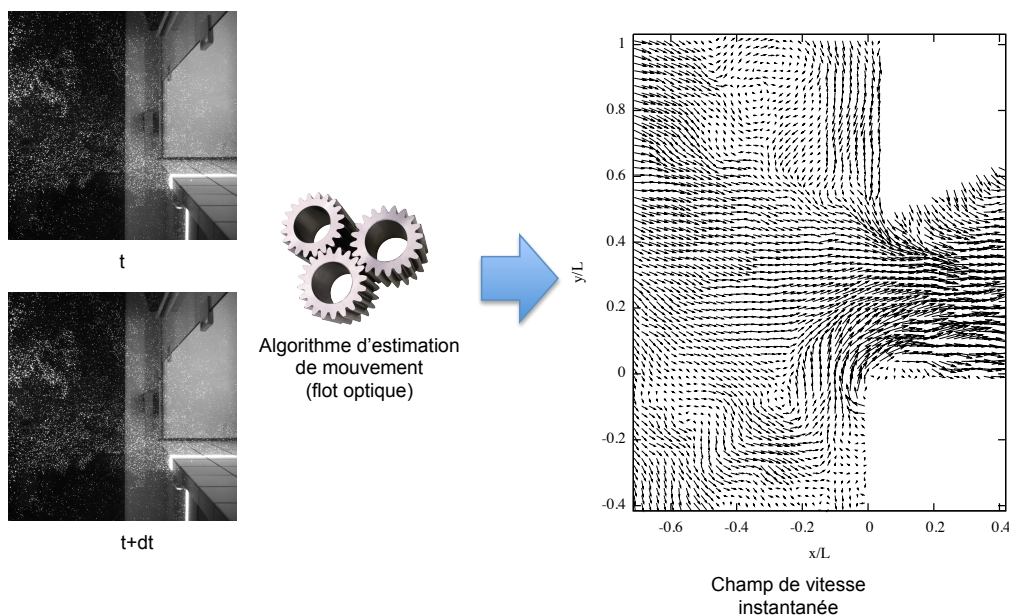 t
t+dt
Algorithme d'estimation
de mouvement
(flot optique)
1
0.8
0.6
0.4
0.2
0
-0.2
-0.4
y/L
-0.6
-0.4
-0.2
0
0.2
0.4
x/L
Champ de vitesse
instantanée